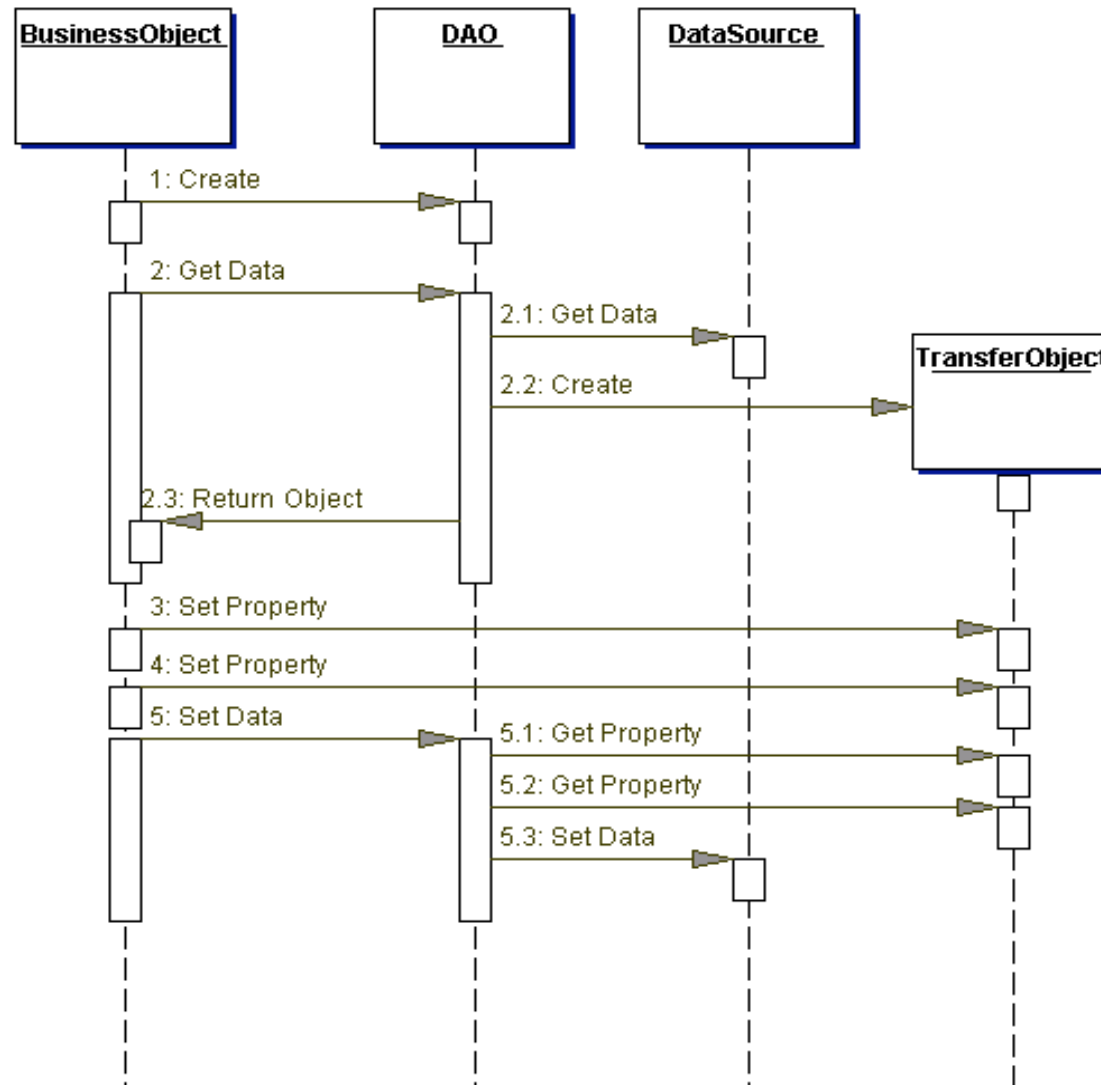 BusinessObject
DAO
DataSource
1: Create
2: Get Data
2.1: Get Data
TransferObject
2.2: Create
2.3: Return Object
3: Set Property
4: Set Property
5: Set Data
5.1: Get Property
5.2: Get Property
5.3: Set Data